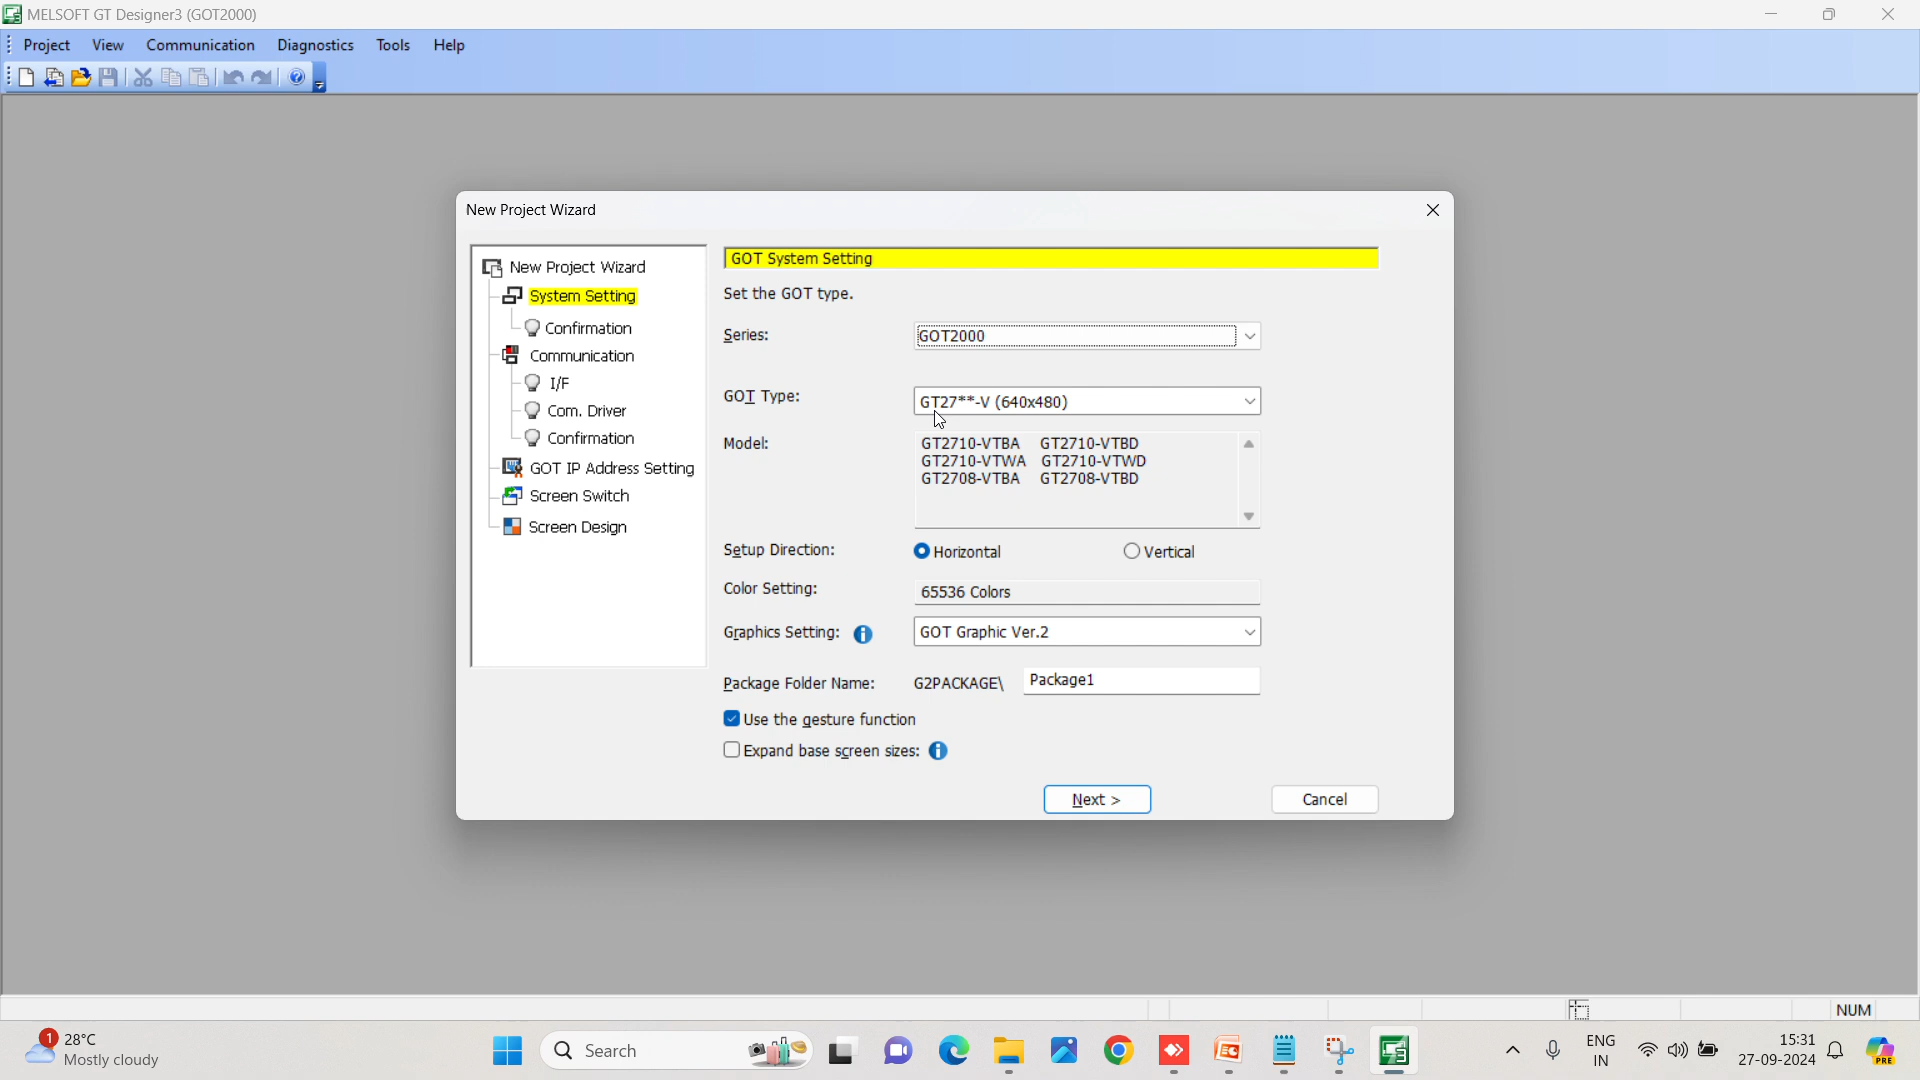 MELSOFT GT Designer3 (GOT2000)
Project View Communication Diagnostics Tools Help
New Project Wizard
New Project Wizard
System Setting
Confirmation
Communication
I/F
Com. Driver
Confirmation
GOT IP Address Setting
Screen Switch
Screen Design
GOT System Setting
Set the GOT type.
Series: GOT2000
GOT Type: GT27**-V (640x480)
Model: GT2710-VTBA GT2710-VTBD
GT2710-VTWA GT2710-VTWD
GT2708-VTBA GT2708-VTBD
Setup Direction: Horizontal Vertical
Color Setting: 65536 Colors
Graphics Setting: GOT Graphic Ver.2
Package Folder Name: G2PACKAGE\ Package1
Use the gesture function
Expand base screen sizes:
Next > Cancel
NUM
1 28°C
Mostly cloudy
Search
ENG
IN
15:31
27-09-2024
PRE